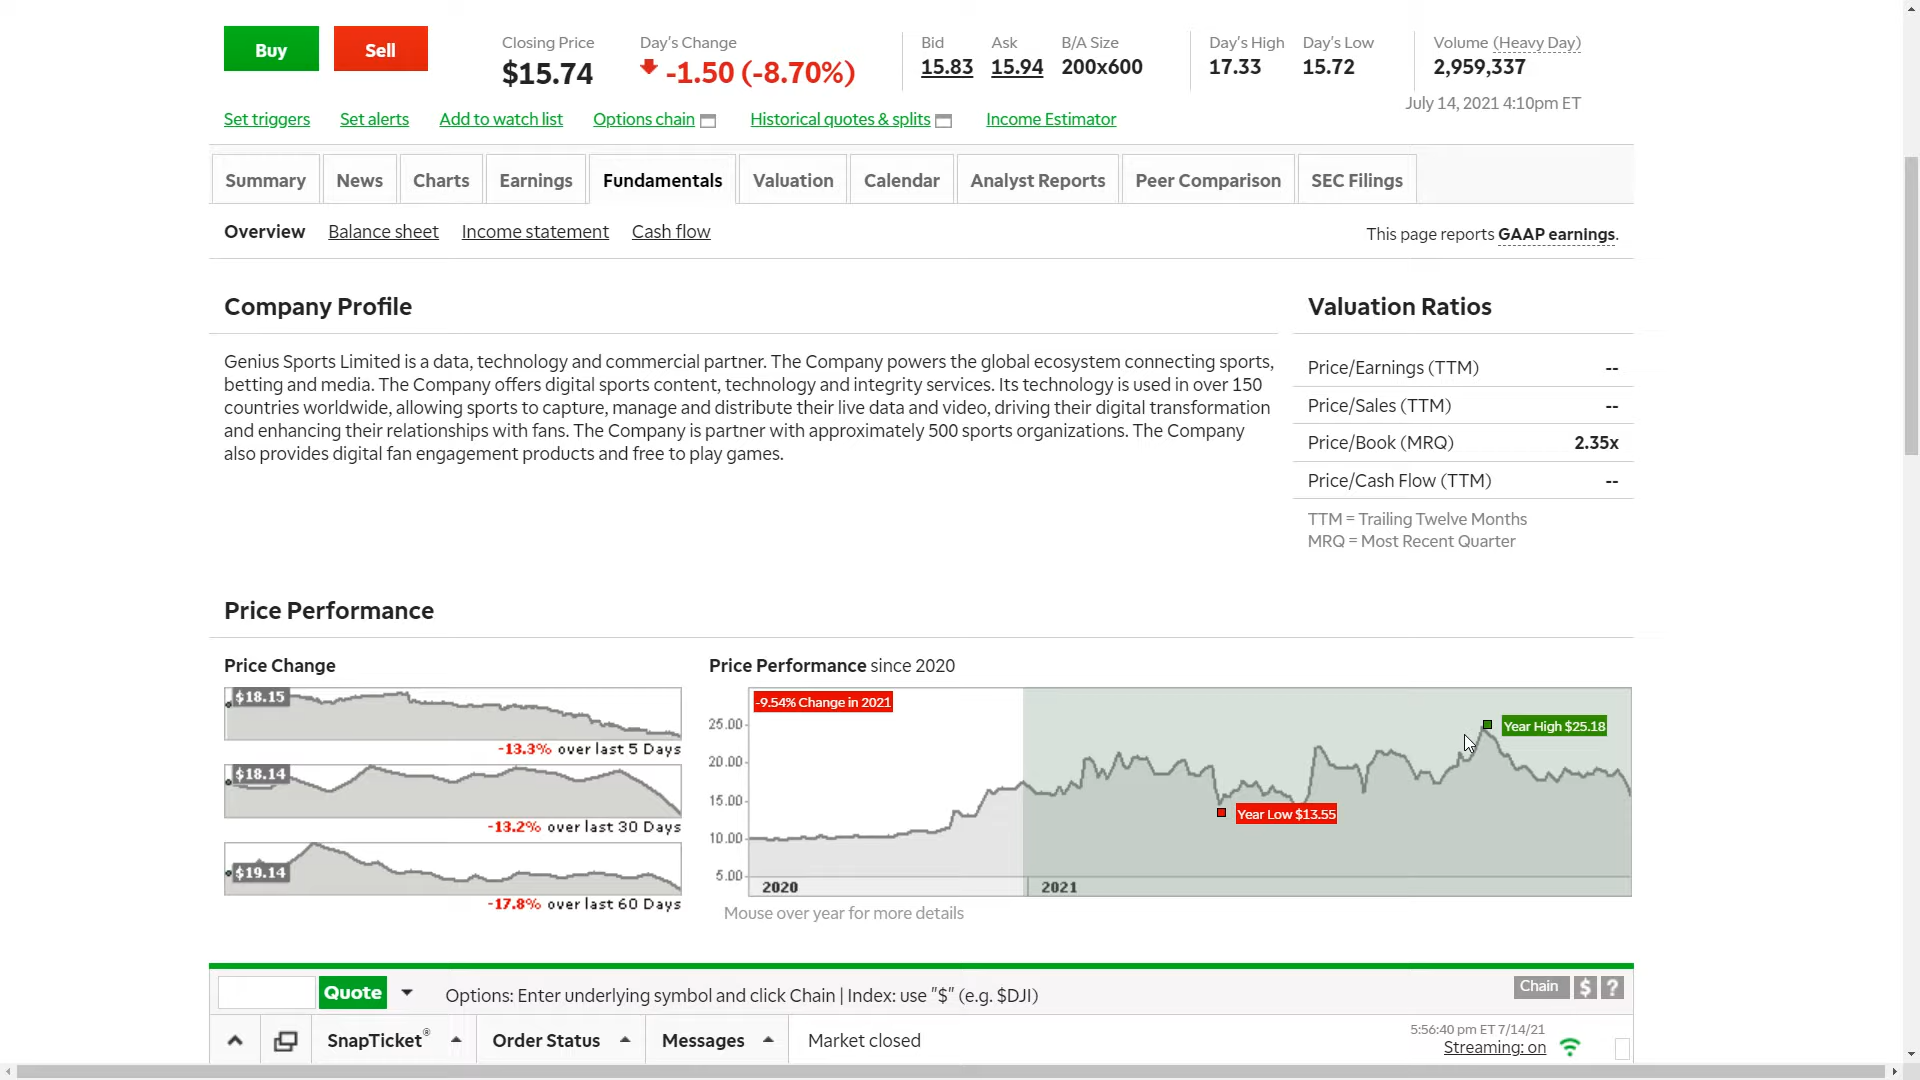 Buy
Sell
Closing Price
$15.74
Day's Change
-1.50 (-8.70%)
Bid
15.83
Ask
15.94
B/A Size
200x600
Day's High
17.33
Day's Low
15.72
Volume (Heavy Day)
2,959,337
July 14, 2021 4:10pm ET
Set triggers
Set alerts
Add to watch list
Options chain
Historical quotes & splits
Income Estimator
Summary
News
Charts
Earnings
Fundamentals
Valuation
Calendar
Analyst Reports
Peer Comparison
SEC Filings
Overview
Balance sheet
Income statement
Cash flow
This page reports GAAP earnings.
Company Profile
Genius Sports Limited is a data, technology and commercial partner. The Company powers the global ecosystem connecting sports,
betting and media. The Company offers digital sports content, technology and integrity services. Its technology is used in over 150
countries worldwide, allowing sports to capture, manage and distribute their live data and video, driving their digital transformation
and enhancing their relationships with fans. The Company is partner with approximately 500 sports organizations. The Company
also provides digital fan engagement products and free to play games.
Valuation Ratios
Price/Earnings (TTM) --
Price/Sales (TTM) --
Price/Book (MRQ) 2.35x
Price/Cash Flow (TTM) --
TTM = Trailing Twelve Months
MRQ = Most Recent Quarter
Price Performance
Price Change
$18.15
-13.3% over last 5 Days
$18.14
-13.2% over last 30 Days
$19.14
-17.8% over last 60 Days
Price Performance since 2020
-9.54% Change in 2021
25.00
20.00
15.00
10.00
5.00
Year High $25.18
Year Low $13.55
2020
2021
Mouse over year for more details
Quote
Options: Enter underlying symbol and click Chain | Index: use "$" (e.g. $DJI)
Chain
$
?
SnapTicket®
Order Status
Messages
Market closed
5:56:40 pm ET 7/14/21
Streaming: on